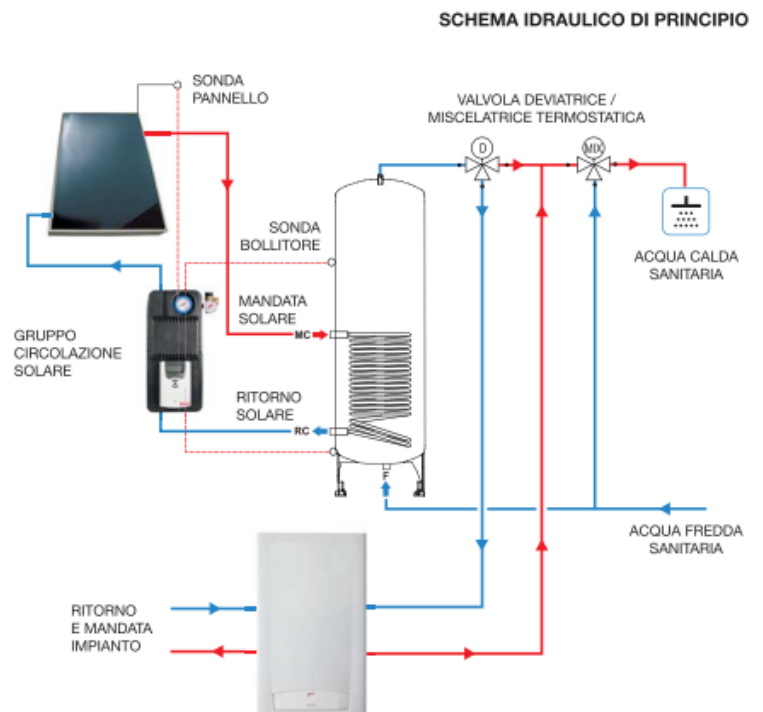 SCHEMA IDRAULICO DI PRINCIPIO
SONDA
PANNELLO
VALVOLA DEVIATRICE /
MISCELATRICE TERMOSTATICA
D
MIX
SONDA
BOLLITORE
ACQUA CALDA
SANITARIA
MANDATA
SOLARE
MC
GRUPPO
CIRCOLAZIONE
SOLARE
RITORNO
SOLARE
RC
F
ACQUA FREDDA
SANITARIA
RITORNO
E MANDATA
IMPIANTO